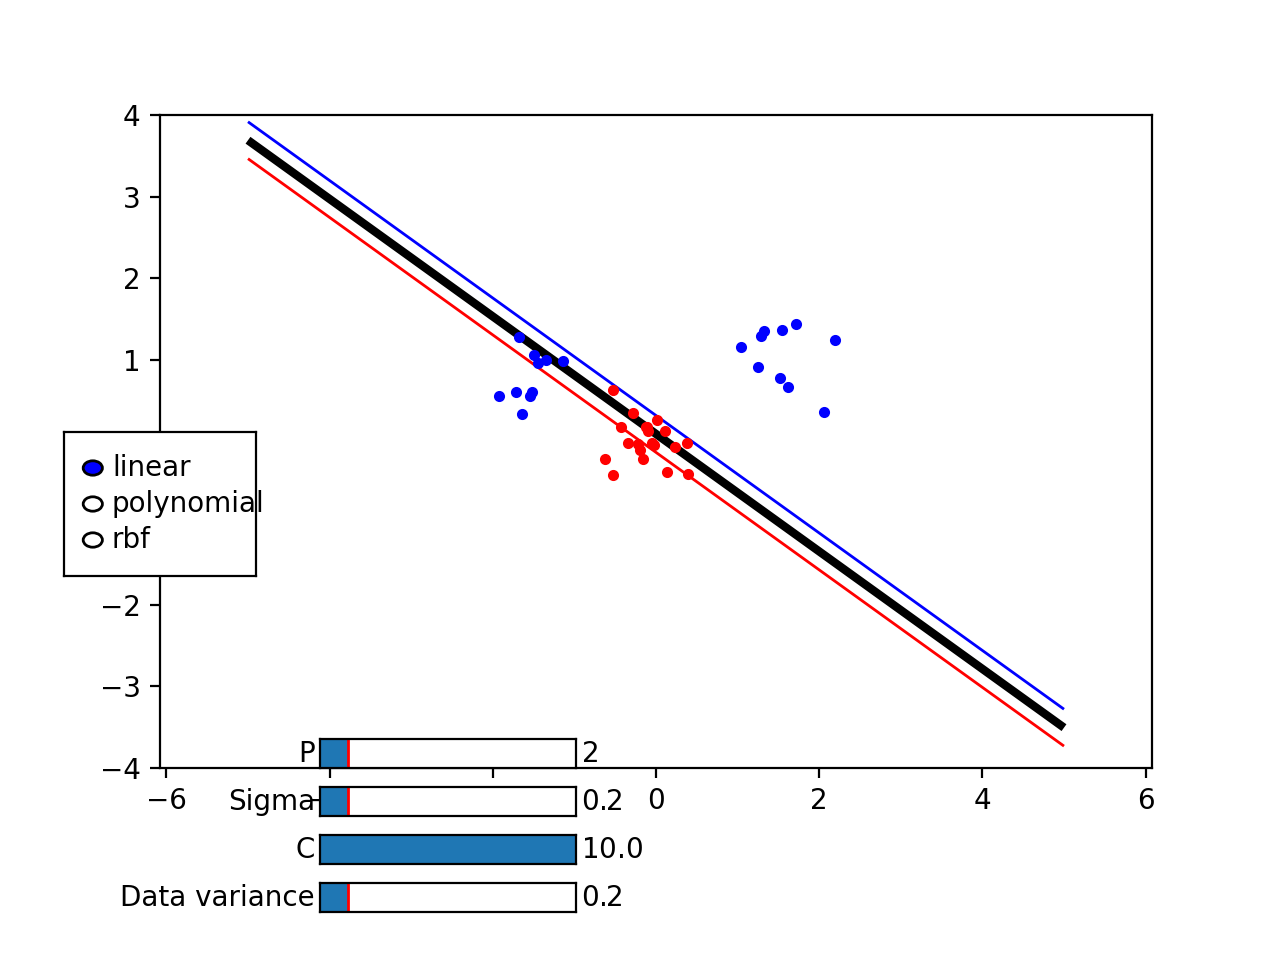 4
3
2
1
linear
polynomial
rbf
−2
−3
−4
P 2
−6 Sigma 0.2 0 2 4 6
C 10.0
Data variance 0.2